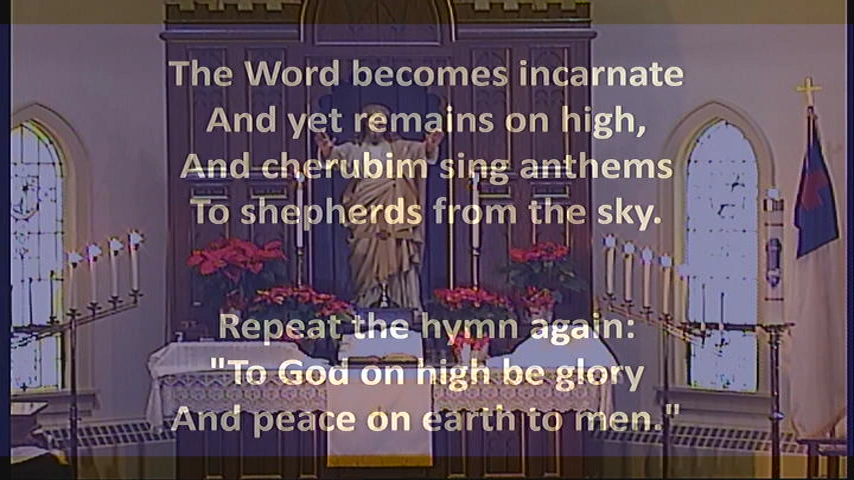 The Word becomes incarnate
And yet remains on high,
And cherubim sing anthems
To shepherds from the sky.
Repeat the hymn again:
"To God on high be glory
And peace on earth to men."